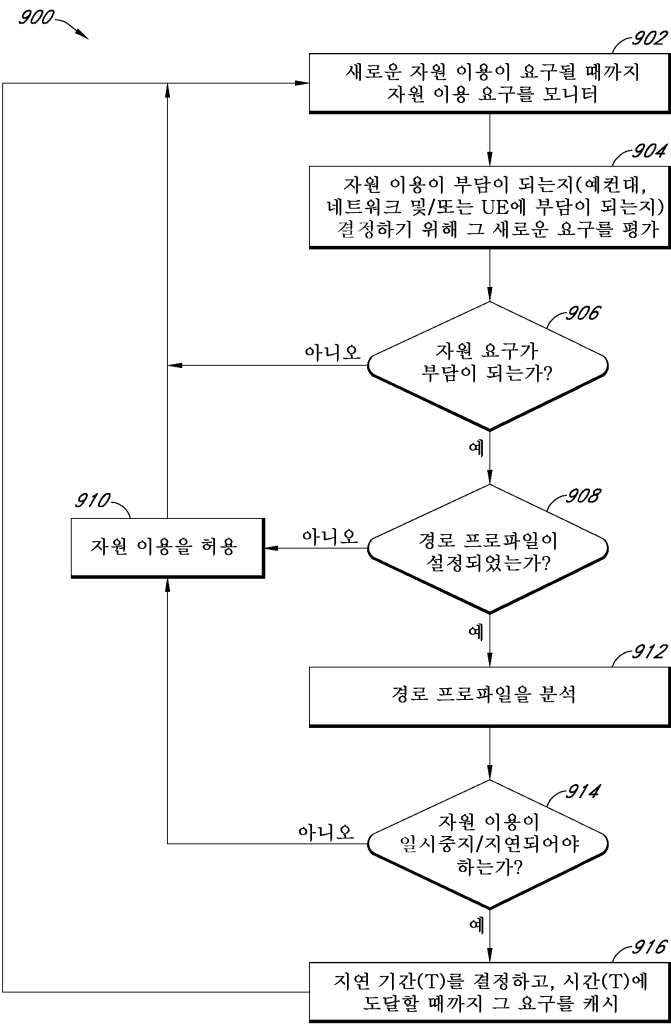 900
902
새로운 자원 이용이 요구될 때까지
자원 이용 요구를 모니터
904
자원 이용이 부담이 되는지(예컨대,
네트워크 및/또는 UE에 부담이 되는지)
결정하기 위해 그 새로운 요구를 평가
906
자원 요구가
부담이 되는가?
아니오
예
908
경로 프로파일이
설정되었는가?
아니오
910
자원 이용을 허용
예
912
경로 프로파일을 분석
914
자원 이용이
일시중지/지연되어야
하는가?
아니오
예
916
지연 기간(T)를 결정하고, 시간(T)에
도달할 때까지 그 요구를 캐시